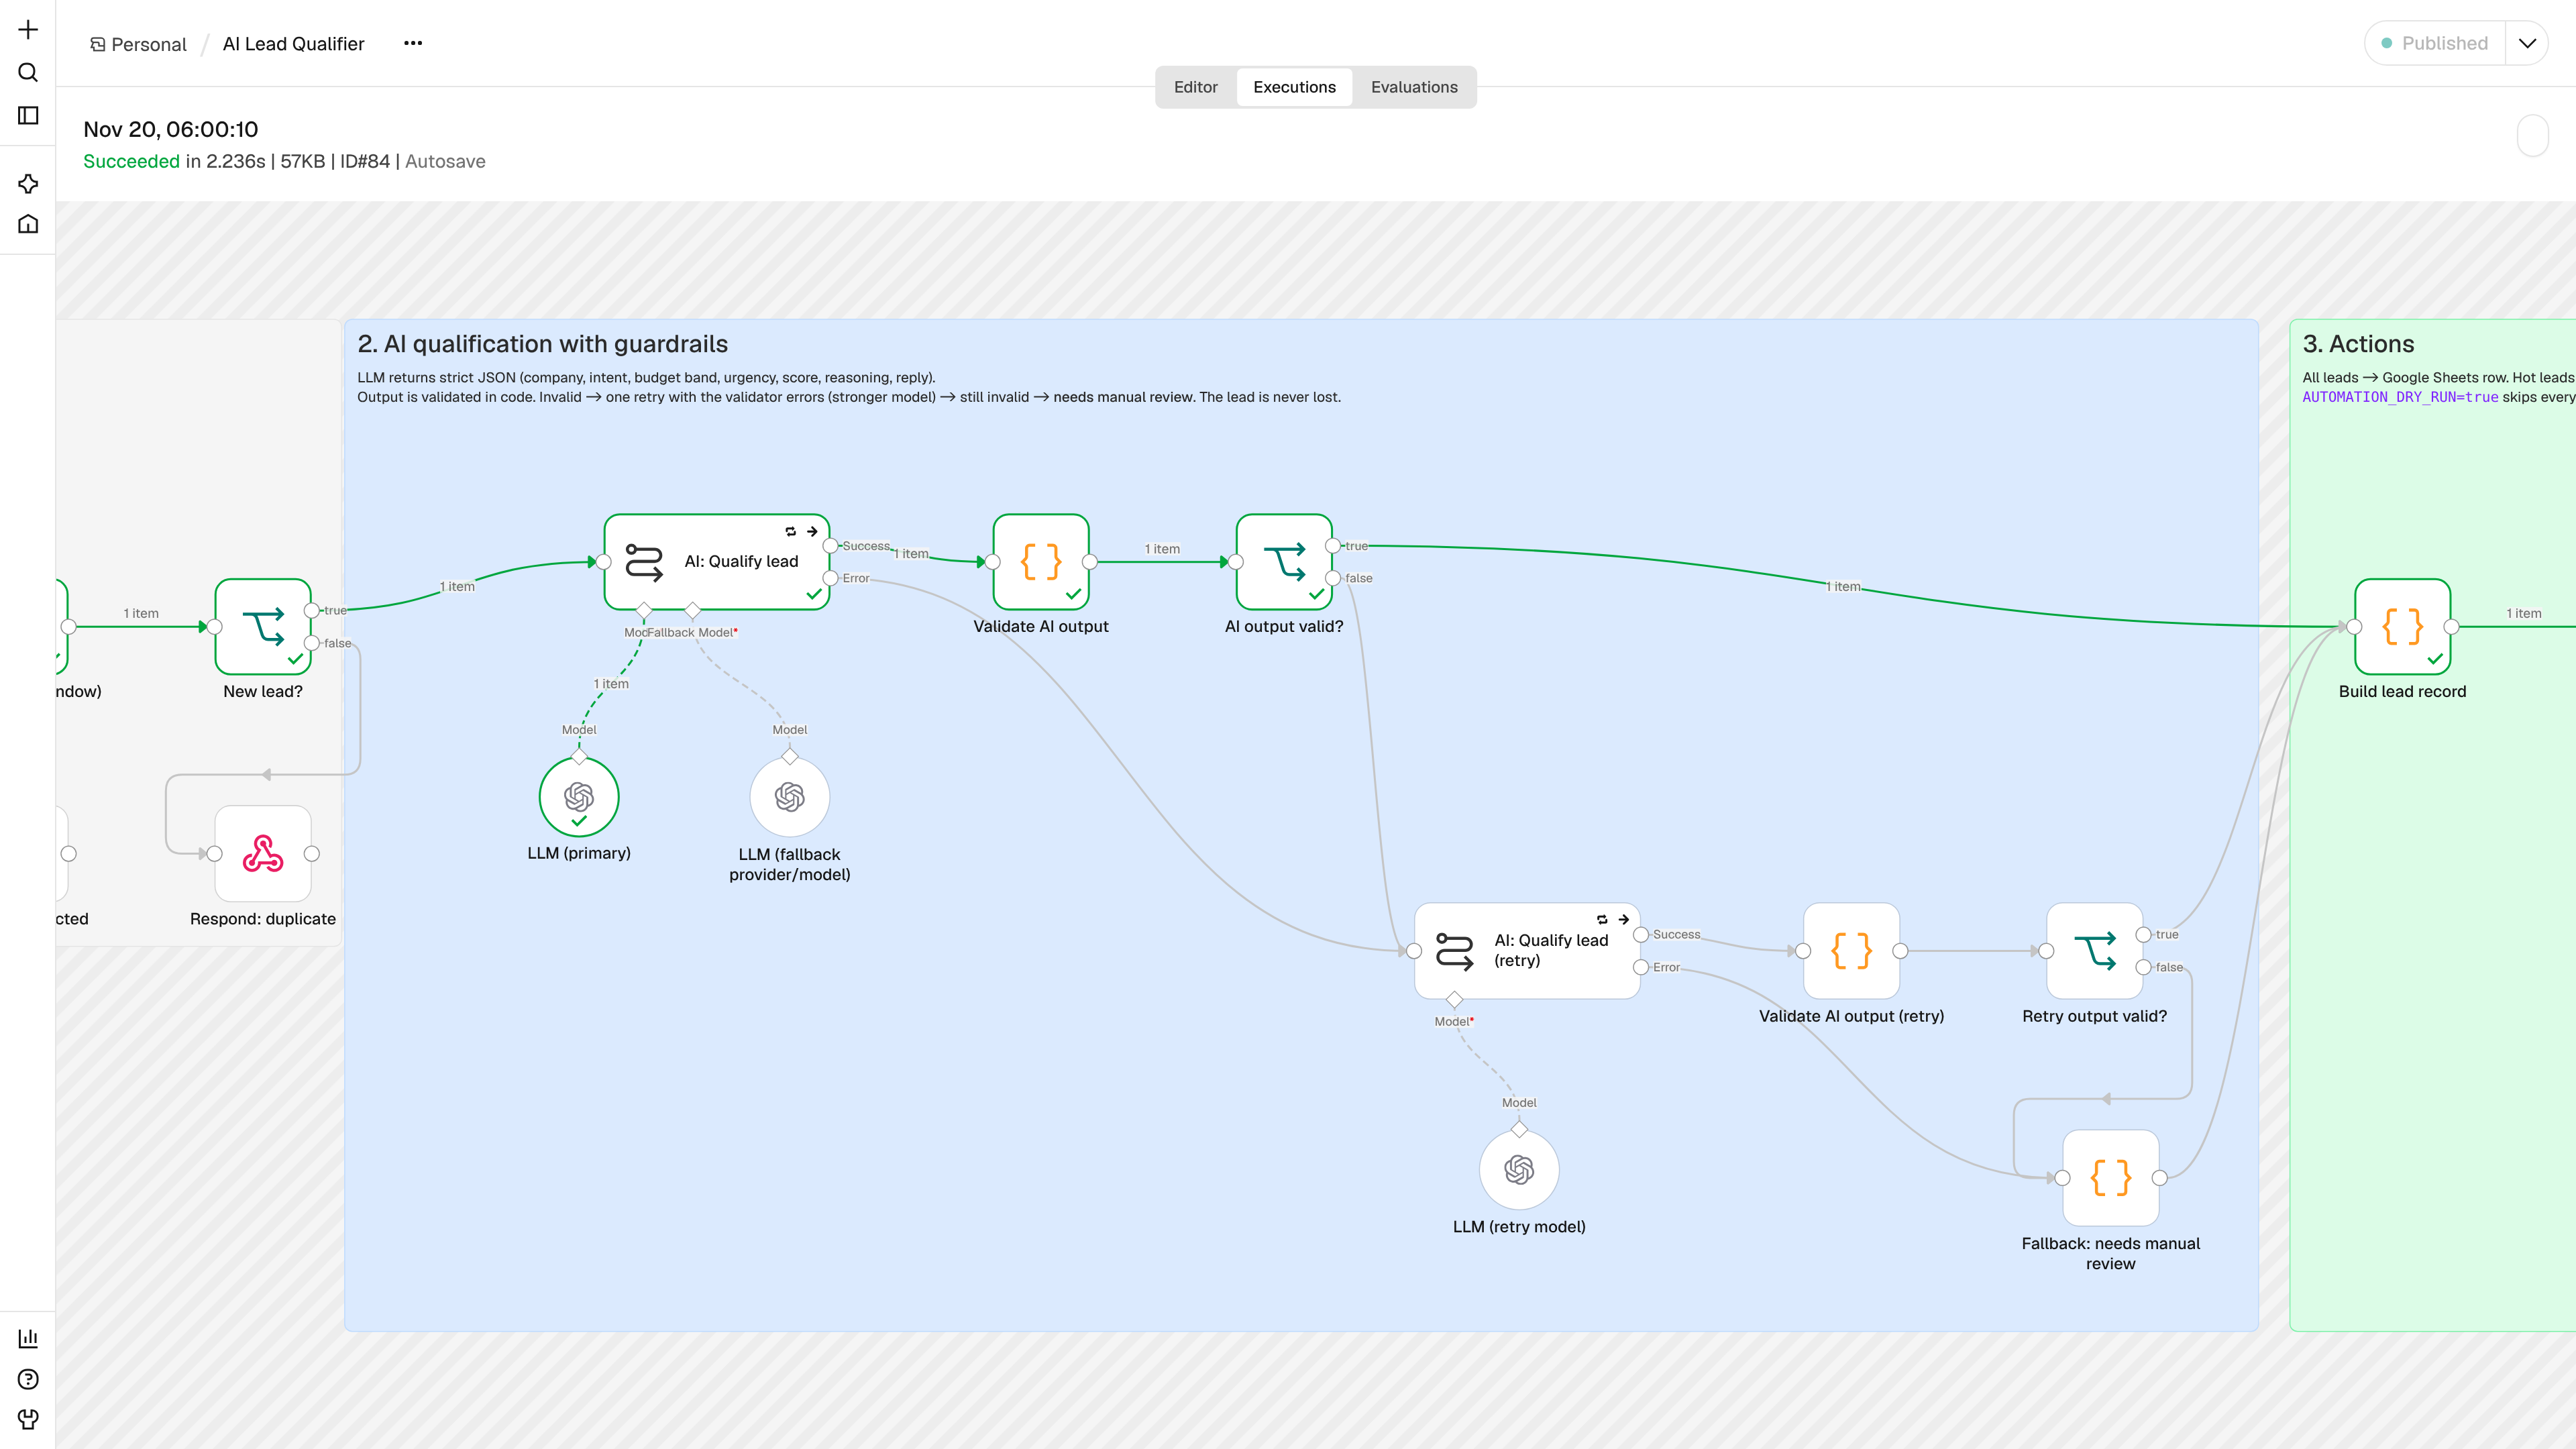 Personal / AI Lead Qualifier
Published
Editor
Executions
Evaluations
Nov 20, 06:00:10
Succeeded in 2.236s | 57KB | ID#84 | Autosave
2. AI qualification with guardrails
LLM returns strict JSON (company, intent, budget band, urgency, score, reasoning, reply).
Output is validated in code. Invalid → one retry with the validator errors (stronger model) → still invalid → needs manual review. The lead is never lost.
3. Actions
All leads → Google Sheets row. Hot leads
AUTOMATION_DRY_RUN=true skips every
1 item
true
false
New lead?
ndow)
1 item
AI: Qualify lead
Success
Error
1 item
Mod
Fallback Model*
Validate AI output
1 item
true
false
AI output valid?
1 item
Build lead record
1 item
1 item
Model
Model
LLM (primary)
LLM (fallback
provider/model)
cted
Respond: duplicate
AI: Qualify lead
(retry)
Success
Error
Model*
Validate AI output (retry)
true
false
Retry output valid?
Model
LLM (retry model)
Fallback: needs manual
review